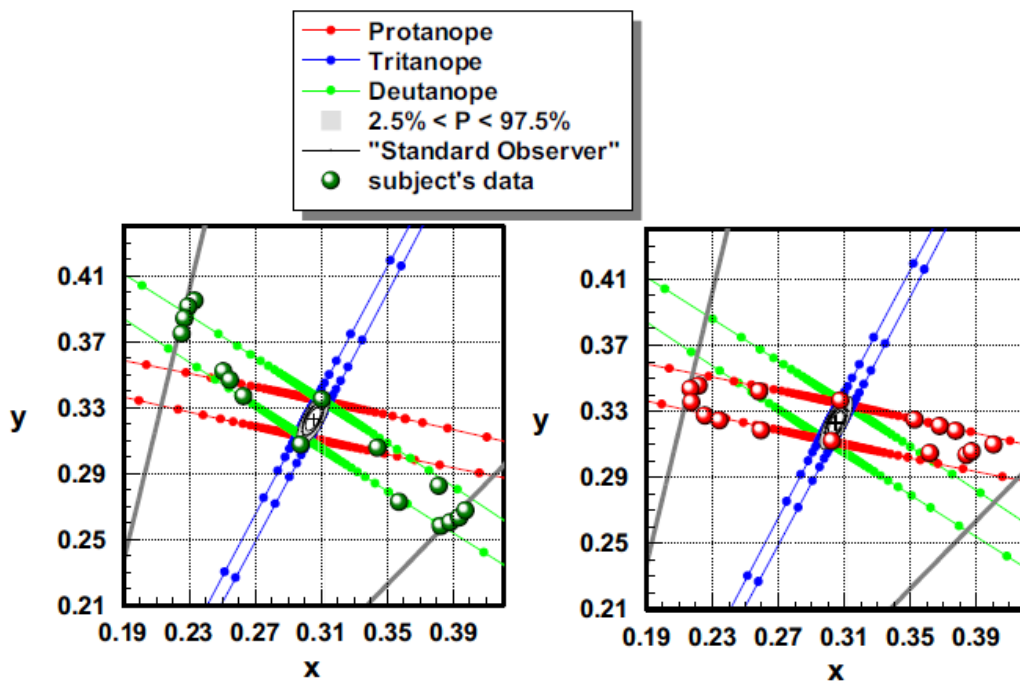 Protanope
Tritanope
Deutanope
2.5% < P < 97.5%
"Standard Observer"
subject's data
0.41
0.37
0.33
y
0.29
0.25
0.21
0.19 0.23 0.27 0.31 0.35 0.39
x
0.41
0.37
0.33
y
0.29
0.25
0.21
0.19 0.23 0.27 0.31 0.35 0.39
x